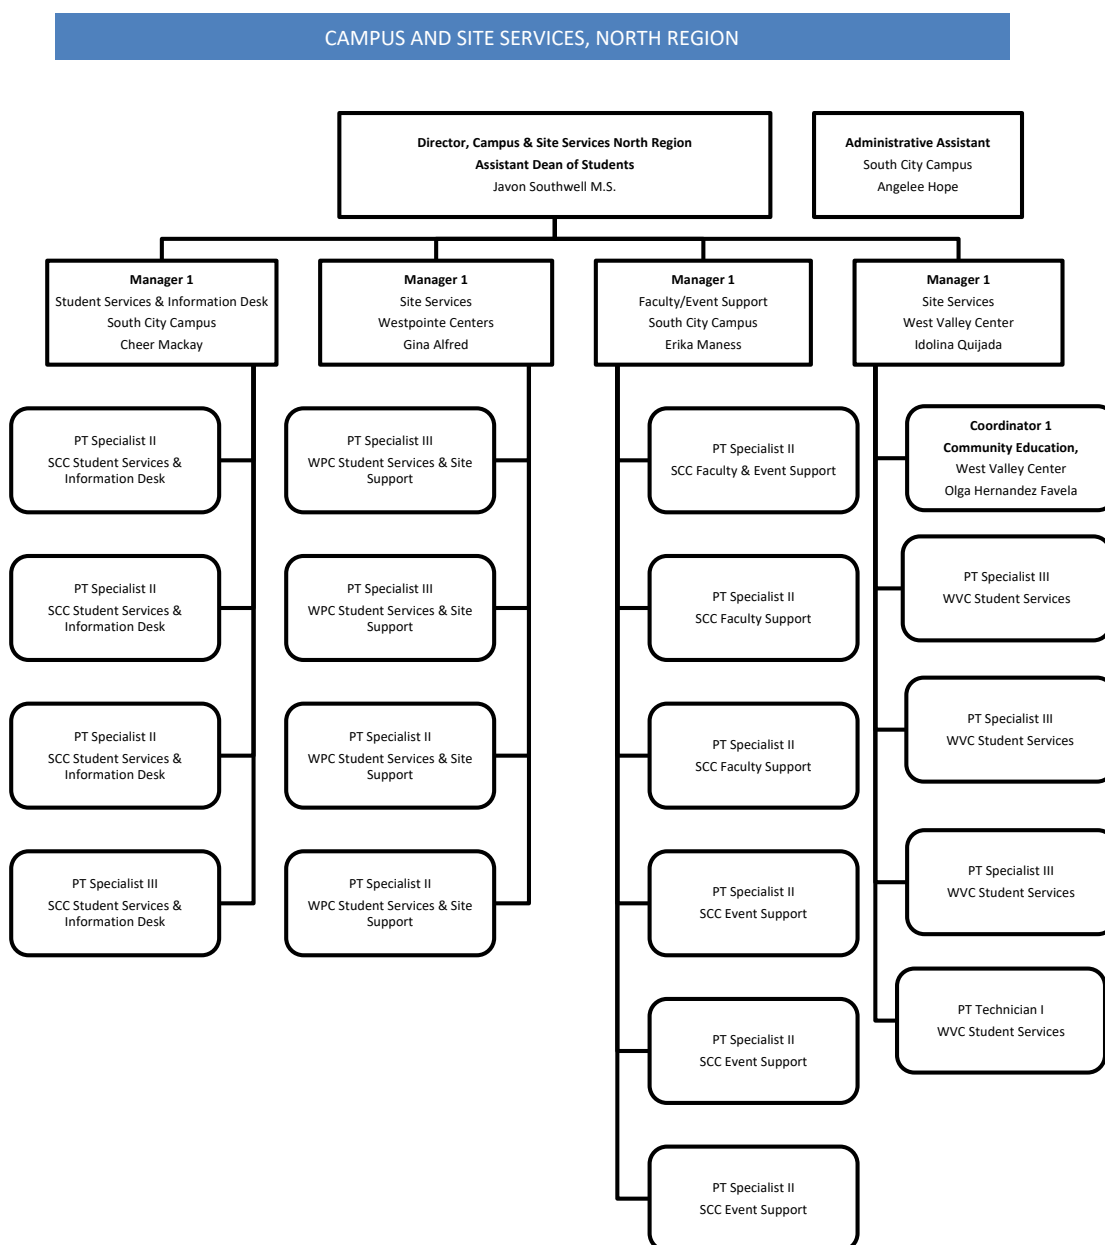 CAMPUS AND SITE SERVICES, NORTH REGION
Director, Campus & Site Services North Region
Assistant Dean of Students
Javon Southwell M.S.
Administrative Assistant
South City Campus
Angelee Hope
Manager 1
Student Services & Information Desk
South City Campus
Cheer Mackay
Manager 1
Site Services
Westpointe Centers
Gina Alfred
Manager 1
Faculty/Event Support
South City Campus
Erika Maness
Manager 1
Site Services
West Valley Center
Idolina Quijada
PT Specialist II
SCC Student Services &
Information Desk
PT Specialist III
WPC Student Services & Site
Support
PT Specialist II
SCC Faculty & Event Support
Coordinator 1
Community Education,
West Valley Center
Olga Hernandez Favela
PT Specialist II
SCC Student Services &
Information Desk
PT Specialist III
WPC Student Services & Site
Support
PT Specialist II
SCC Faculty Support
PT Specialist III
WVC Student Services
PT Specialist II
SCC Student Services &
Information Desk
PT Specialist II
WPC Student Services & Site
Support
PT Specialist II
SCC Faculty Support
PT Specialist III
WVC Student Services
PT Specialist III
SCC Student Services &
Information Desk
PT Specialist II
WPC Student Services & Site
Support
PT Specialist II
SCC Event Support
PT Specialist III
WVC Student Services
PT Specialist II
SCC Event Support
PT Technician I
WVC Student Services
PT Specialist II
SCC Event Support